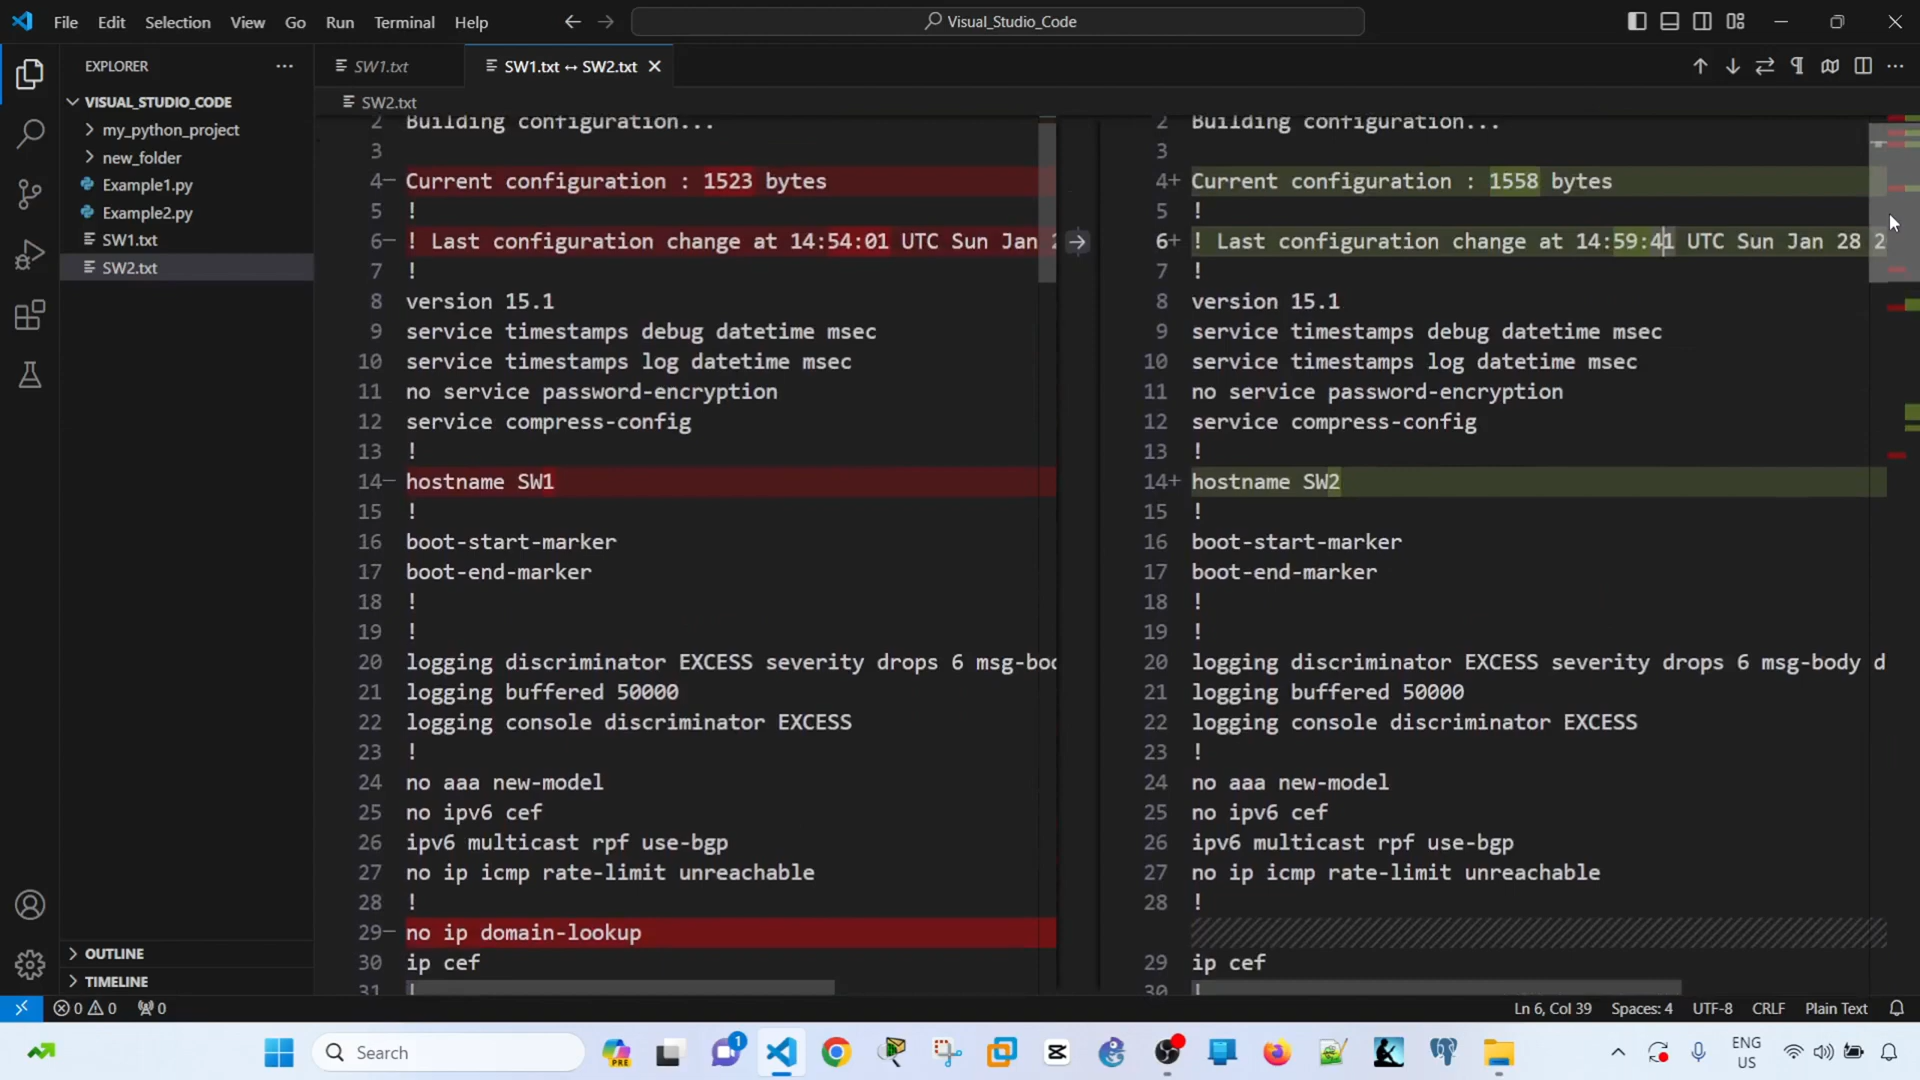 File Edit Selection View Go Run Terminal Help
Visual_Studio_Code
EXPLORER
VISUAL_STUDIO_CODE
my_python_project
new_folder
Example1.py
Example2.py
SW1.txt
SW2.txt
OUTLINE
TIMELINE
SW1.txt
SW1.txt ↔ SW2.txt
SW2.txt
2 Building configuration...
3
4— Current configuration : 1523 bytes
5 !
6— ! Last configuration change at 14:54:01 UTC Sun Jan 2
7 !
8 version 15.1
9 service timestamps debug datetime msec
10 service timestamps log datetime msec
11 no service password-encryption
12 service compress-config
13 !
14— hostname SW1
15 !
16 boot-start-marker
17 boot-end-marker
18 !
19 !
20 logging discriminator EXCESS severity drops 6 msg-bod
21 logging buffered 50000
22 logging console discriminator EXCESS
23 !
24 no aaa new-model
25 no ipv6 cef
26 ipv6 multicast rpf use-bgp
27 no ip icmp rate-limit unreachable
28 !
29— no ip domain-lookup
30 ip cef
31 !
2 Building configuration...
3
4+ Current configuration : 1558 bytes
5 !
6+ ! Last configuration change at 14:59:41 UTC Sun Jan 28 2
7 !
8 version 15.1
9 service timestamps debug datetime msec
10 service timestamps log datetime msec
11 no service password-encryption
12 service compress-config
13 !
14+ hostname SW2
15 !
16 boot-start-marker
17 boot-end-marker
18 !
19 !
20 logging discriminator EXCESS severity drops 6 msg-body d
21 logging buffered 50000
22 logging console discriminator EXCESS
23 !
24 no aaa new-model
25 no ipv6 cef
26 ipv6 multicast rpf use-bgp
27 no ip icmp rate-limit unreachable
28 !
29 ip cef
30 !
0 0 0
Ln 6, Col 39 Spaces: 4 UTF-8 CRLF Plain Text
Search
PRE
1
ENG
US